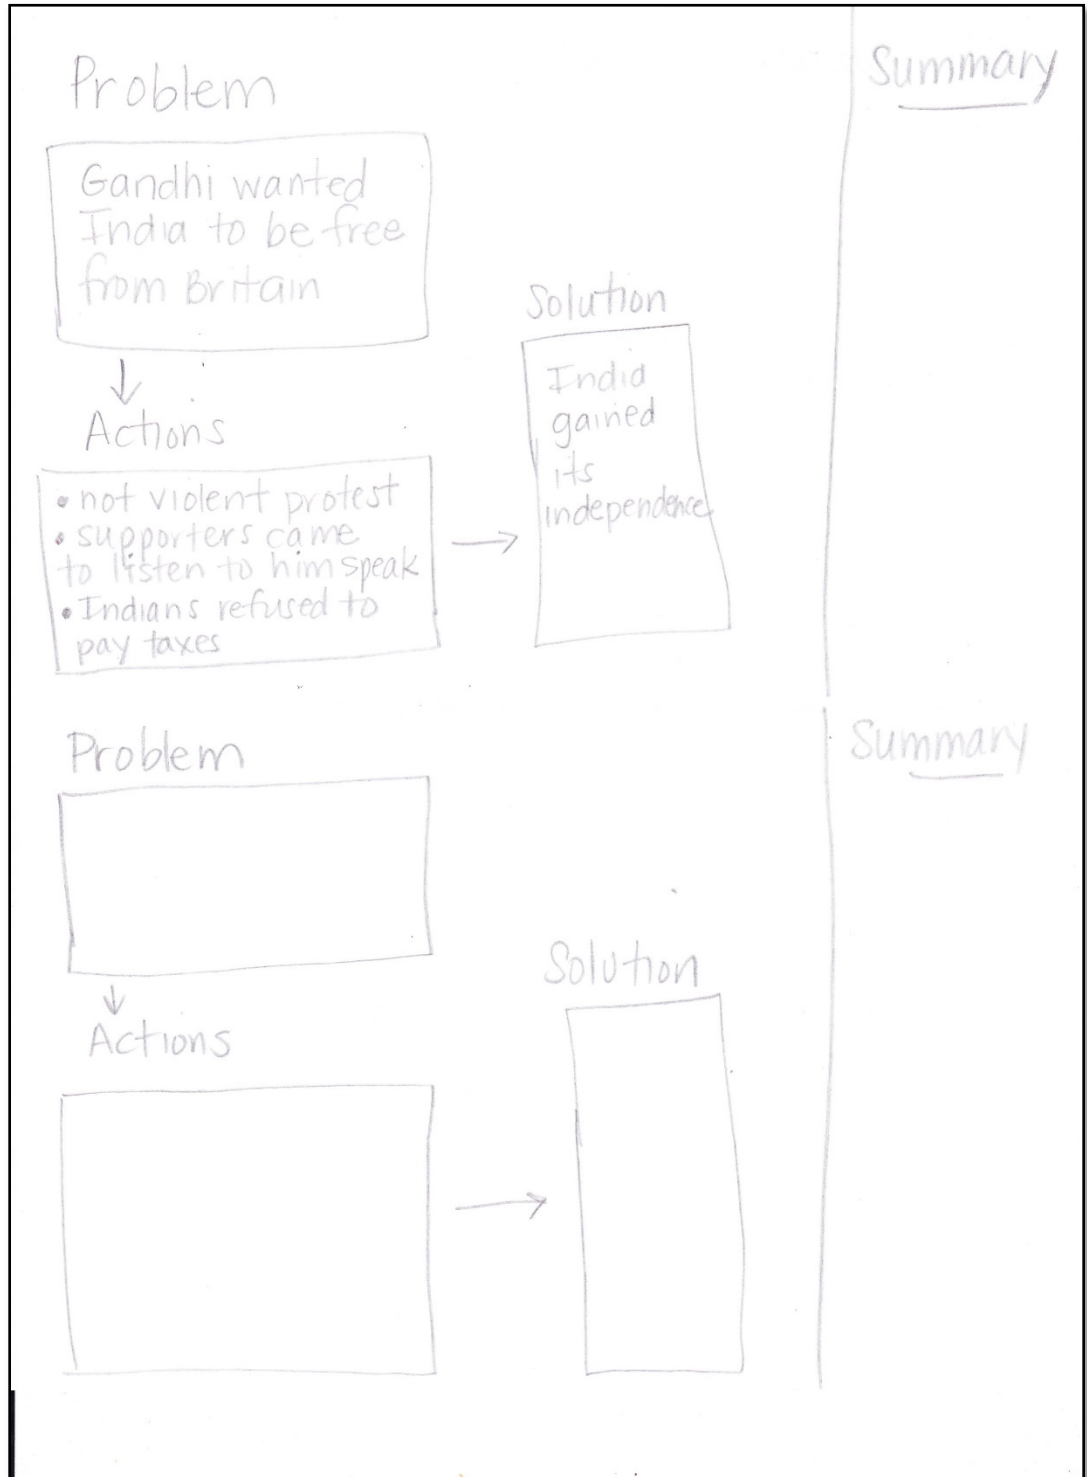 Problem
Summary
Gandhi wanted
India to be free
from Britain
Solution
India
gained
its
independence
Actions
• not violent protest
• supporters came
to listen to him speak
• Indians refused to
pay taxes
Problem
Summary
Solution
Actions